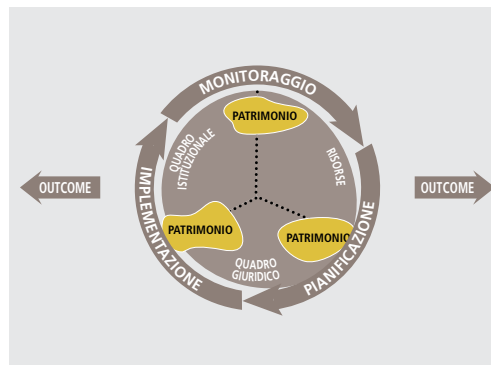 MONITORAGGIO
PATRIMONIO
QUADRO
ISTITUZIONALE
RISORSE
OUTCOME
OUTCOME
IMPLEMENTAZIONE
PATRIMONIO
PATRIMONIO
PIANIFICAZIONE
QUADRO
GIURIDICO